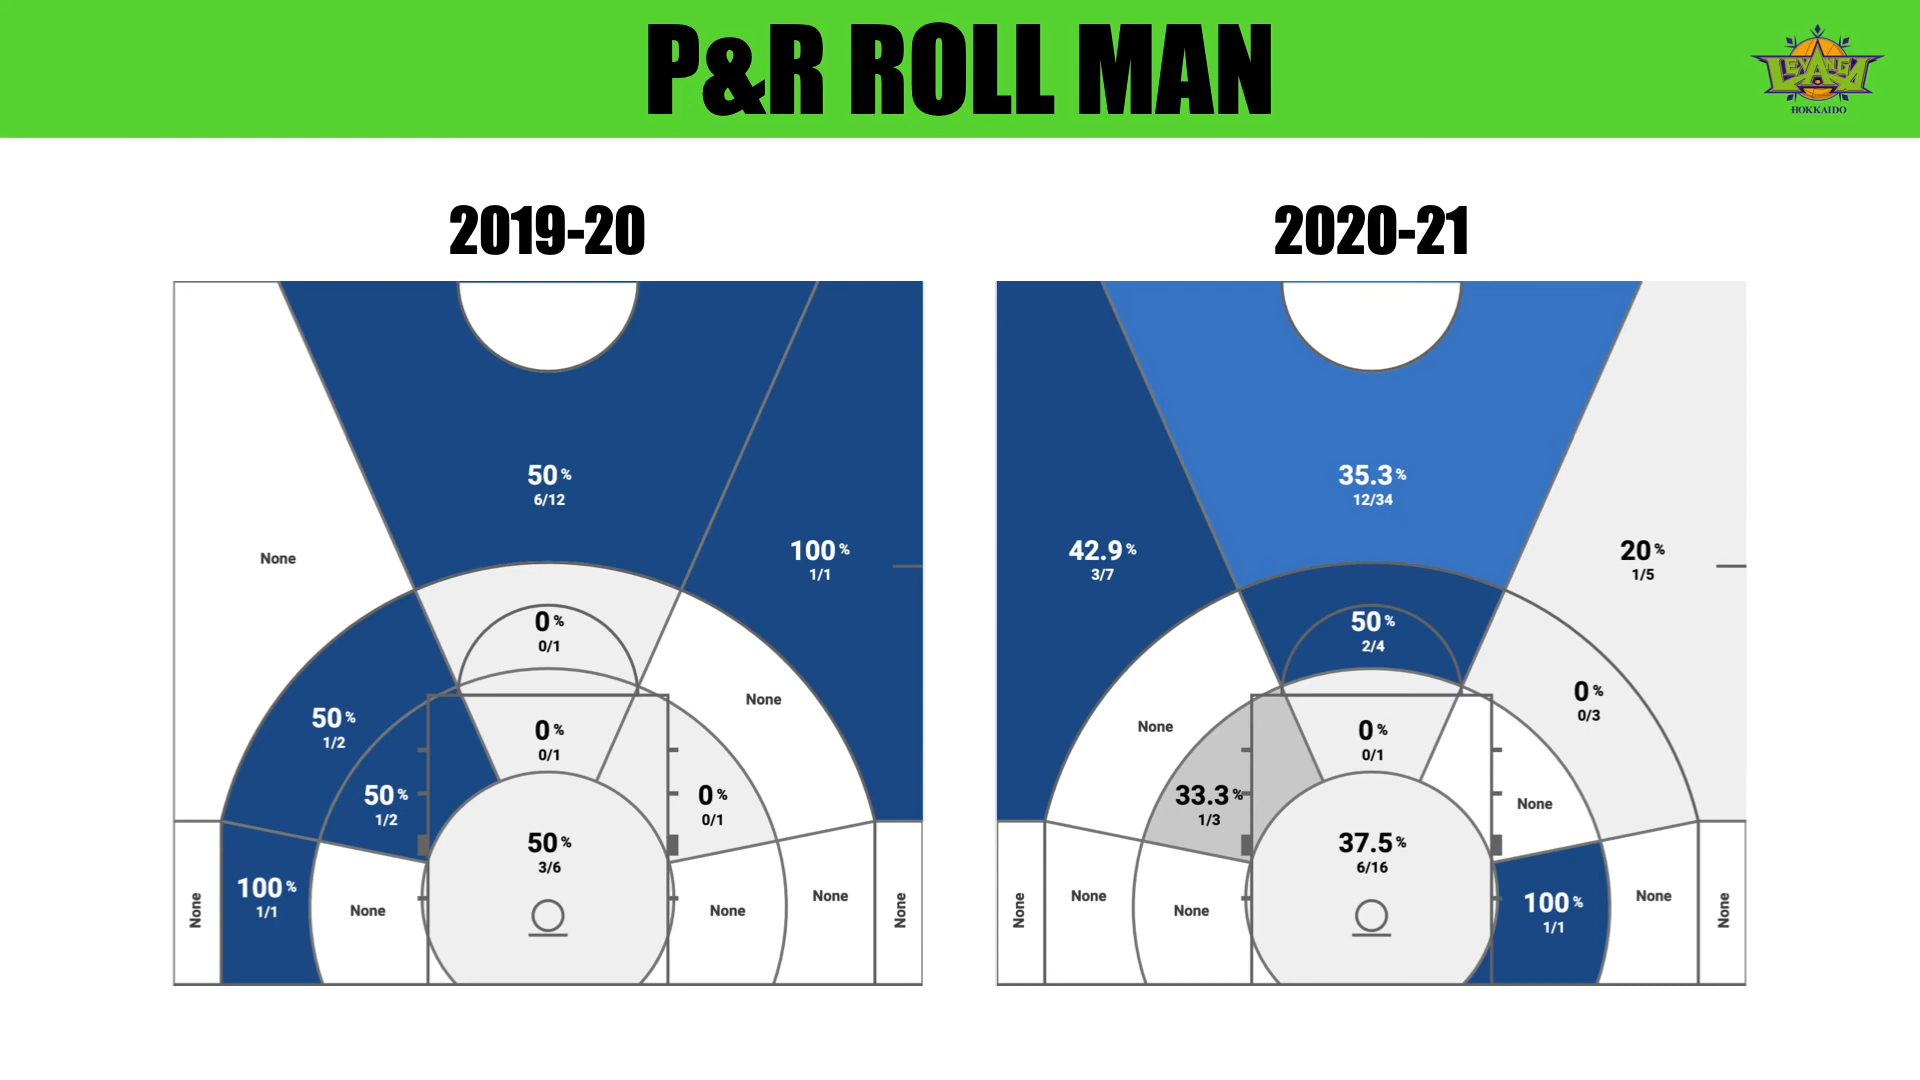 P&R ROLL MAN
LEVANGA
HOKKAIDO
2019-20
2020-21
50%
6/12
100%
1/1
None
0%
0/1
50%
1/2
None
0%
0/1
50%
1/2
0%
0/1
50%
3/6
None
100%
1/1
None
None
None
None
35.3%
12/34
42.9%
3/7
20%
1/5
50%
2/4
None
0%
0/3
0%
0/1
33.3%
1/3
None
37.5%
6/16
None
None
None
100%
1/1
None
None